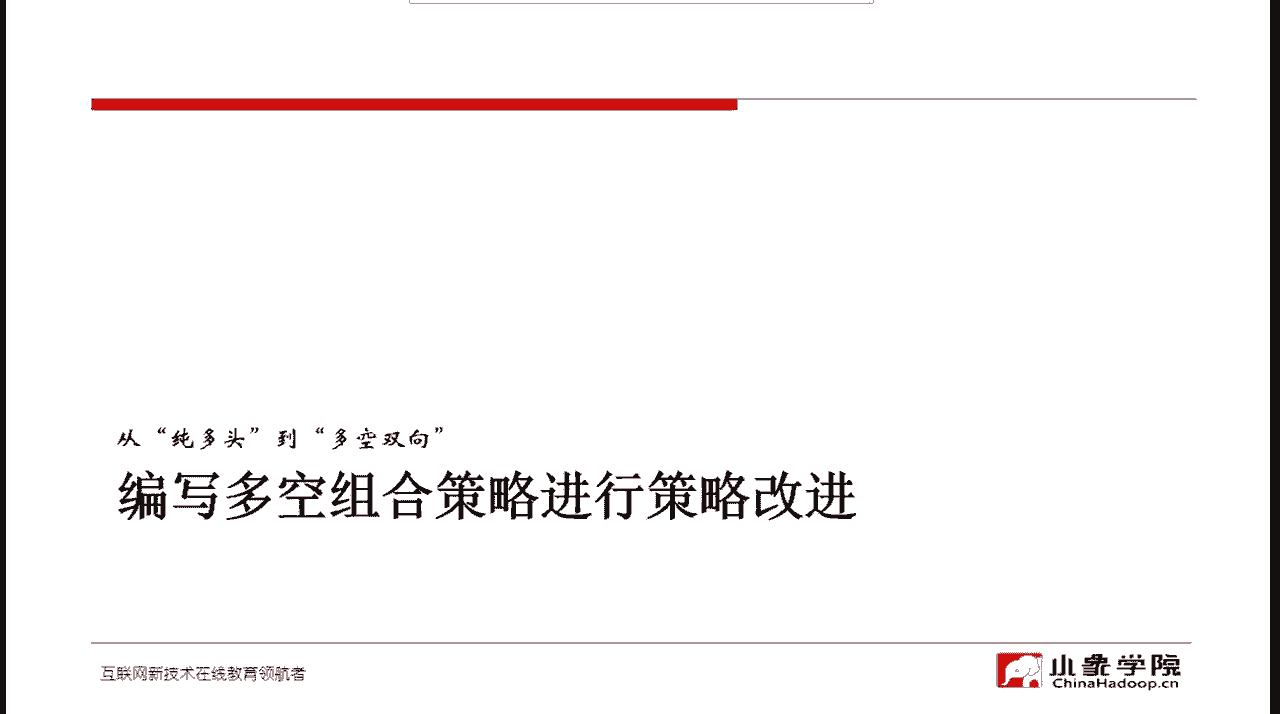 从“纯多头”到“多空双向”
编写多空组合策略进行策略改进
互联网新技术在线教育领航者
小象学院
ChinaHadoop.cn